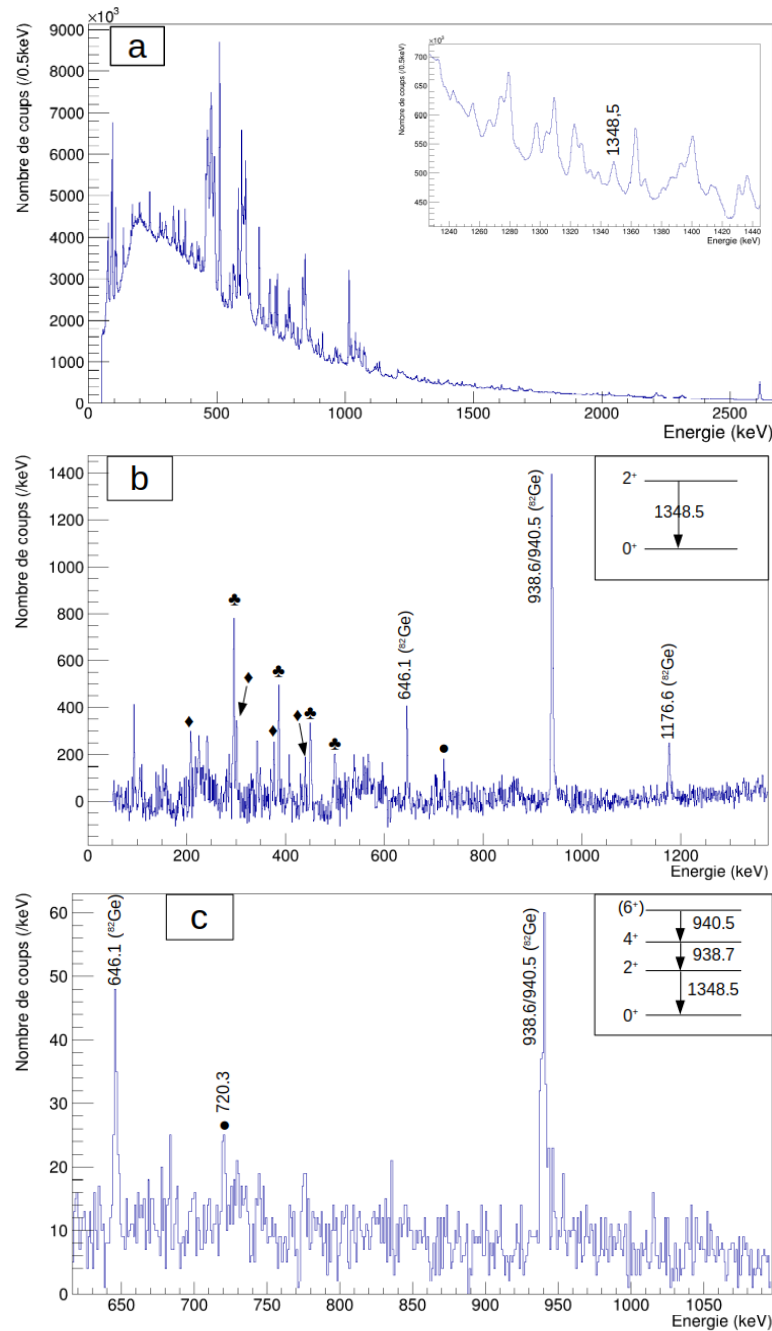 a
×10³
Nombre de coups (/0.5keV)
9000
8000
7000
6000
5000
4000
3000
2000
1000
0
0 500 1000 1500 2000 2500
Energie (keV)
×10³
Nombre de coups (/0.5keV)
700
650
600
550
500
450
1348,5
1240 1260 1280 1300 1320 1340 1360 1380 1400 1420 1440
Energie (keV)
b
Nombre de coups (/keV)
1400
1200
1000
800
600
400
200
0
♦ ♣ ♦ ♦ ♣ ♦ ♣ ♣
646.1 (⁸²Ge)
●
938.6/940.5 (⁸²Ge)
1176.6 (⁸²Ge)
2⁺
1348.5
0⁺
0 200 400 600 800 1000 1200
Energie (keV)
c
Nombre de coups (/keV)
60
50
40
30
20
10
0
646.1 (⁸²Ge)
● 720.3
938.6/940.5 (⁸²Ge)
(6⁺)
940.5
4⁺
938.7
2⁺
1348.5
0⁺
650 700 750 800 850 900 950 1000 1050
Energie (keV)